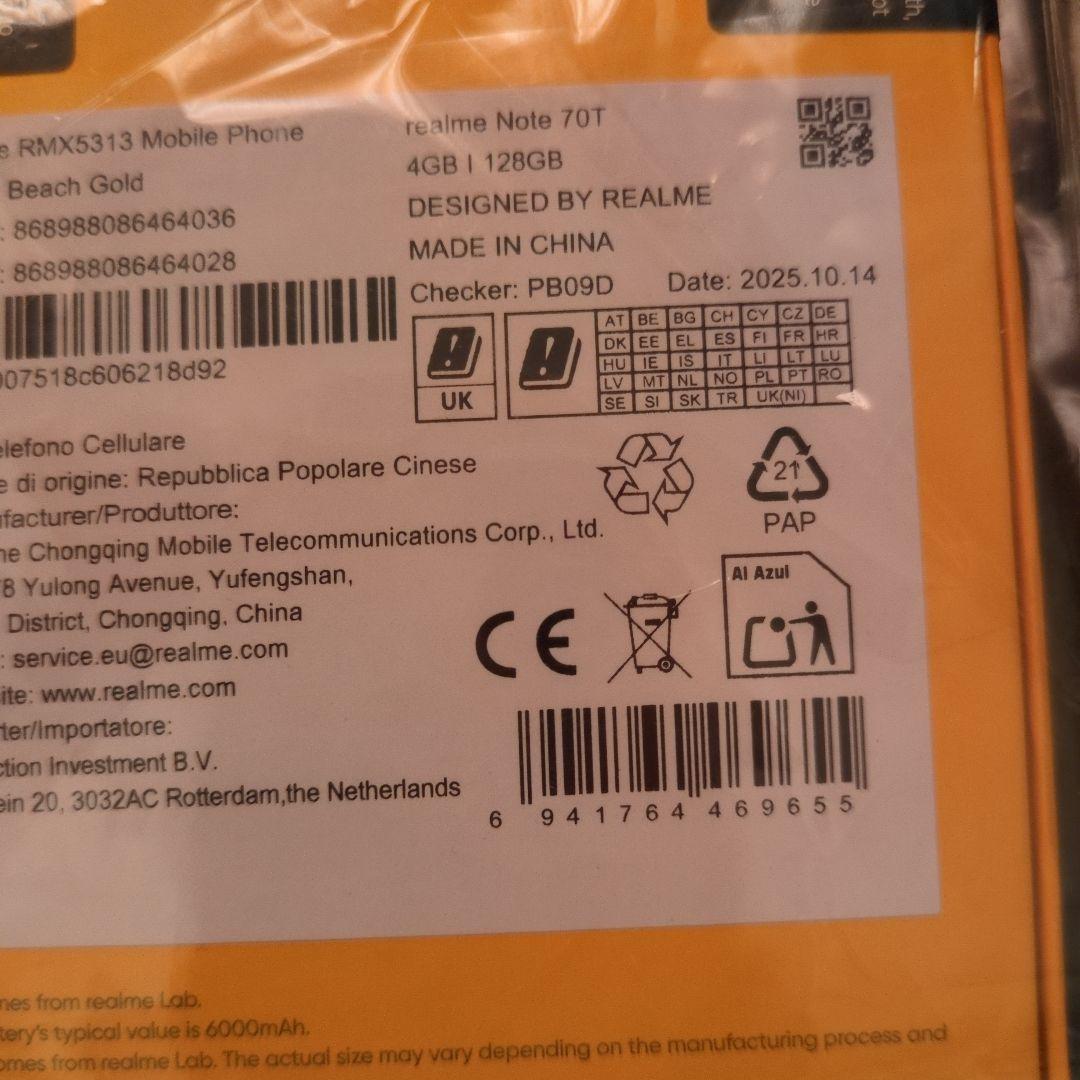 RMX5313 Mobile Phone
Beach Gold
: 868988086464036
: 868988086464028
007518c606218d92
realme Note 70T
4GB | 128GB
DESIGNED BY REALME
MADE IN CHINA
Checker: PB09D Date: 2025.10.14
UK
AT BE BG CH CY CZ DE
DK EE EL ES FI FR HR
HU IE IS IT LI LT LU
LV MT NL NO PL PT RO
SE SI SK TR UK(NI)
elefono Cellulare
e di origine: Repubblica Popolare Cinese
facturer/Produttore:
Chongqing Mobile Telecommunications Corp., Ltd.
8 Yulong Avenue, Yufengshan,
District, Chongqing, China
: service.eu@realme.com
ite: www.realme.com
ter/Importatore:
ction Investment B.V.
ein 20, 3032AC Rotterdam,the Netherlands
21
PAP
CE
Al Azul
6 941764 469655
mes from realme Lab.
tery's typical value is 6000mAh.
omes from realme Lab. The actual size may vary depending on the manufacturing process and